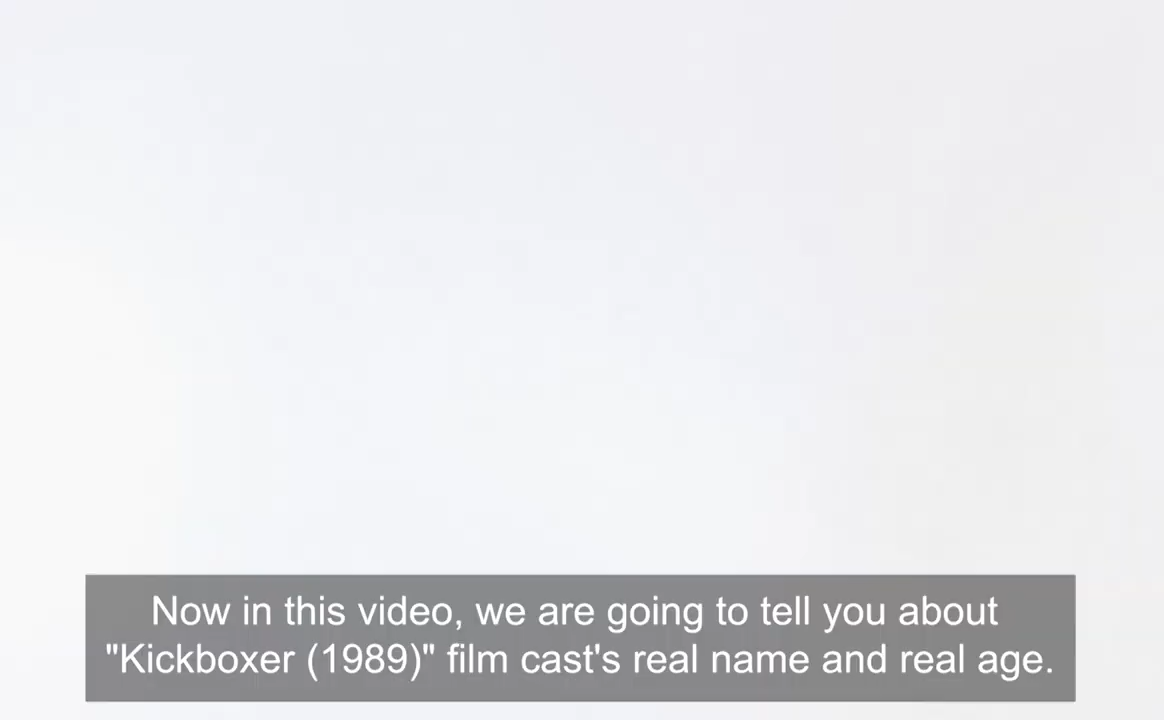 Now in this video, we are going to tell you about
"Kickboxer (1989)" film cast's real name and real age.